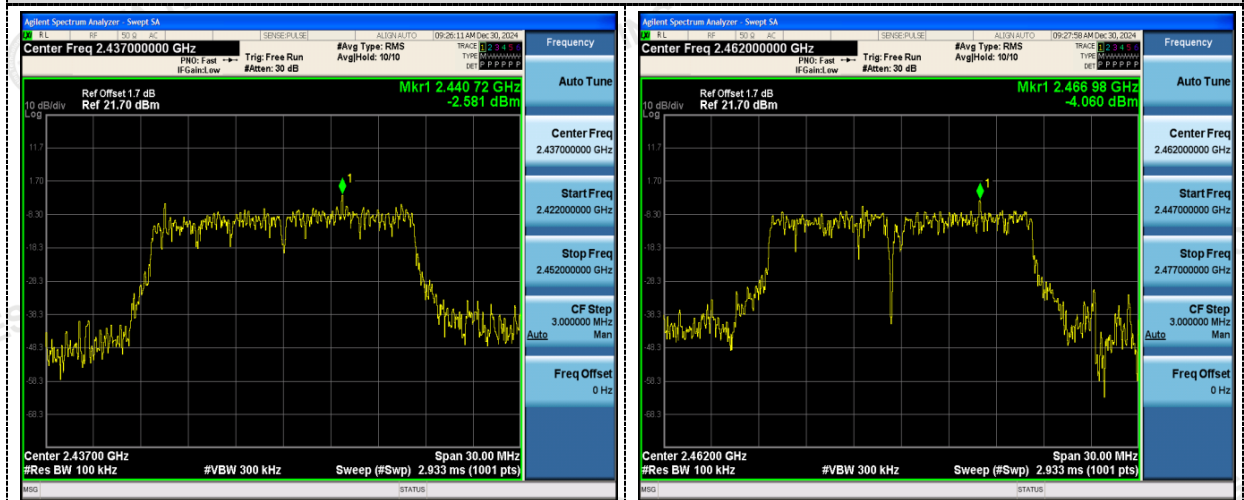 Agilent Spectrum Analyzer - Swept SA
RL RF 50 Ω AC SENSE:PULSE ALIGN AUTO 09:26:11 AM Dec 30, 2024
Center Freq 2.437000000 GHz
PNO: Fast
IFGain:Low
Trig: Free Run
#Atten: 30 dB
#Avg Type: RMS
Avg|Hold: 10/10
TRACE 1 2 3 4 5 6
TYPE M
DET P P P P P P
Mkr1 2.440 72 GHz
-2.581 dBm
Ref Offset 1.7 dB
10 dB/div Ref 21.70 dBm
Log
11.7
1.70
-8.30
-18.3
-28.3
-38.3
-48.3
-58.3
-68.3
1
Center 2.43700 GHz Span 30.00 MHz
#Res BW 100 kHz #VBW 300 kHz Sweep (#Swp) 2.933 ms (1001 pts)
MSG STATUS
Frequency
Auto Tune
Center Freq
2.437000000 GHz
Start Freq
2.422000000 GHz
Stop Freq
2.452000000 GHz
CF Step
3.000000 MHz
Auto Man
Freq Offset
0 Hz
Agilent Spectrum Analyzer - Swept SA
RL RF 50 Ω AC SENSE:PULSE ALIGN AUTO 09:27:58 AM Dec 30, 2024
Center Freq 2.462000000 GHz
PNO: Fast
IFGain:Low
Trig: Free Run
#Atten: 30 dB
#Avg Type: RMS
Avg|Hold: 10/10
TRACE 1 2 3 4 5 6
TYPE M
DET P P P P P P
Mkr1 2.466 98 GHz
-4.060 dBm
Ref Offset 1.7 dB
10 dB/div Ref 21.70 dBm
Log
11.7
1.70
-8.30
-18.3
-28.3
-38.3
-48.3
-58.3
-68.3
1
Center 2.46200 GHz Span 30.00 MHz
#Res BW 100 kHz #VBW 300 kHz Sweep (#Swp) 2.933 ms (1001 pts)
MSG STATUS
Frequency
Auto Tune
Center Freq
2.462000000 GHz
Start Freq
2.447000000 GHz
Stop Freq
2.477000000 GHz
CF Step
3.000000 MHz
Auto Man
Freq Offset
0 Hz